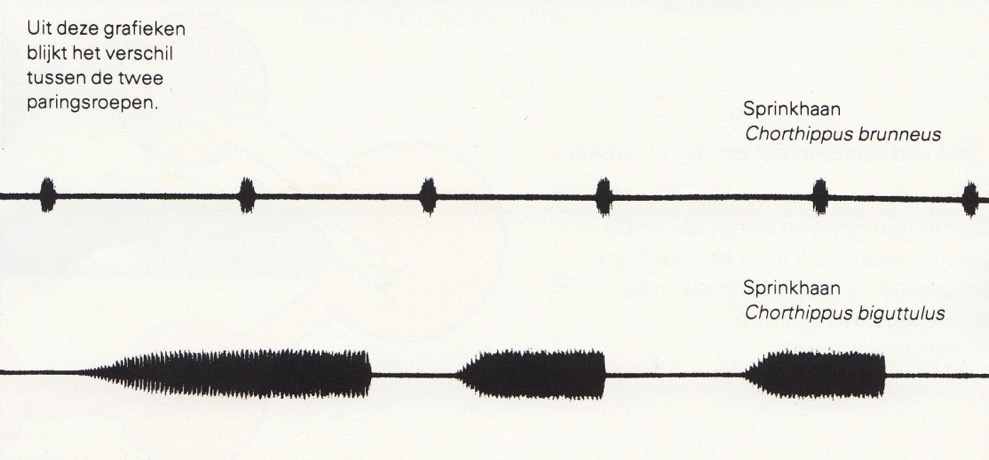 Uit deze grafieken
blijkt het verschil
tussen de twee
paringsroepen.
Sprinkhaan
Chorthippus brunneus
Sprinkhaan
Chorthippus biguttulus